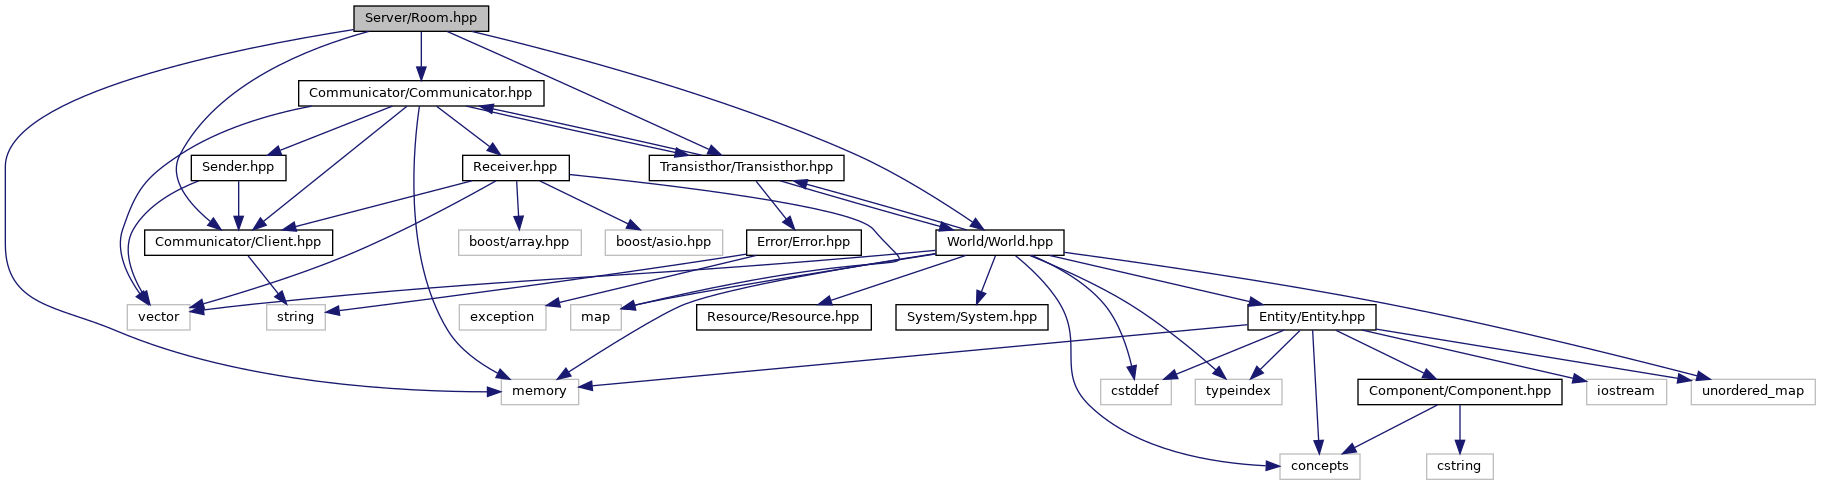 Server/Room.hpp
Communicator/Communicator.hpp
Sender.hpp
Receiver.hpp
Transisthor/Transisthor.hpp
Communicator/Client.hpp
boost/array.hpp
boost/asio.hpp
Error/Error.hpp
World/World.hpp
vector
string
exception
map
Resource/Resource.hpp
System/System.hpp
Entity/Entity.hpp
memory
cstddef
typeindex
Component/Component.hpp
iostream
unordered_map
concepts
cstring